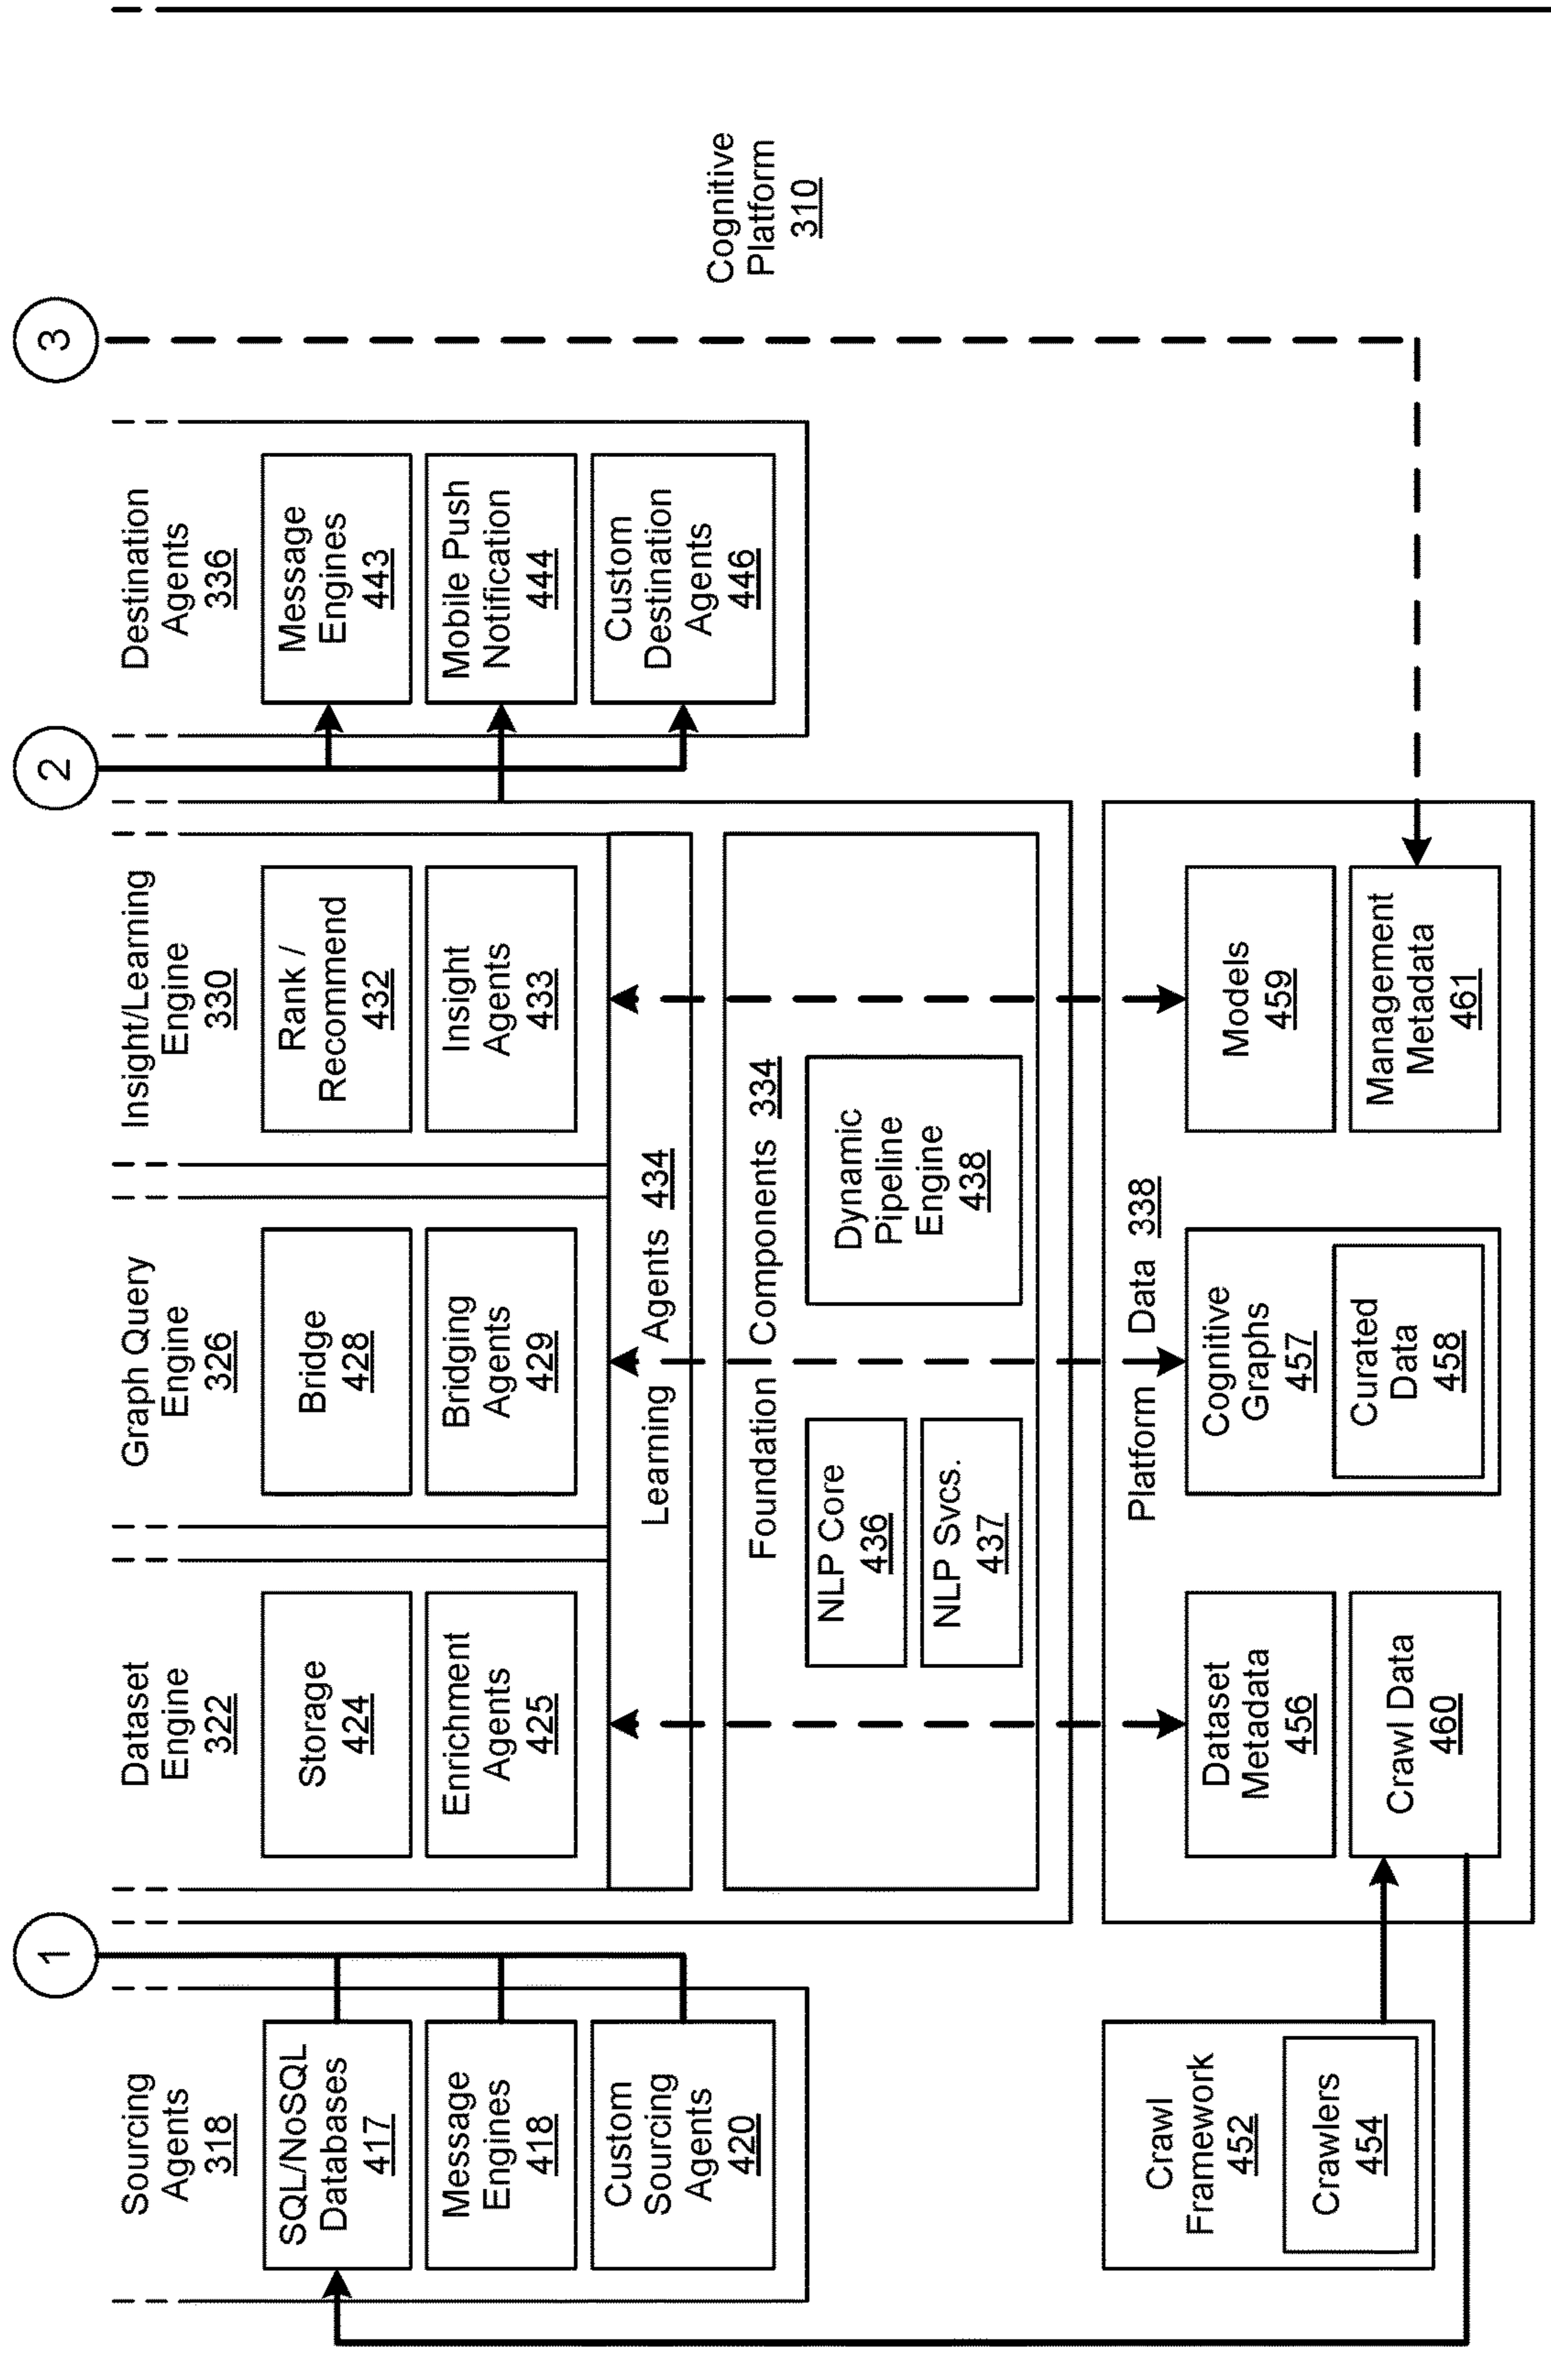 1
2
3
Sourcing
Agents
318
SQL/NoSQL
Databases
417
Message
Engines
418
Custom
Sourcing
Agents
420
Dataset
Engine
322
Storage
424
Enrichment
Agents
425
Graph Query
Engine
326
Bridge
428
Bridging
Agents
429
Insight/Learning
Engine
330
Rank /
Recommend
432
Insight
Agents
433
Learning Agents 434
Foundation Components 334
NLP Core
436
NLP Svcs.
437
Dynamic
Pipeline
Engine
438
Destination
Agents
336
Message
Engines
443
Mobile Push
Notification
444
Custom
Destination
Agents
446
Cognitive
Platform
310
Crawl
Framework
452
Crawlers
454
Platform Data 338
Dataset
Metadata
456
Crawl Data
460
Cognitive
Graphs
457
Curated
Data
458
Models
459
Management
Metadata
461